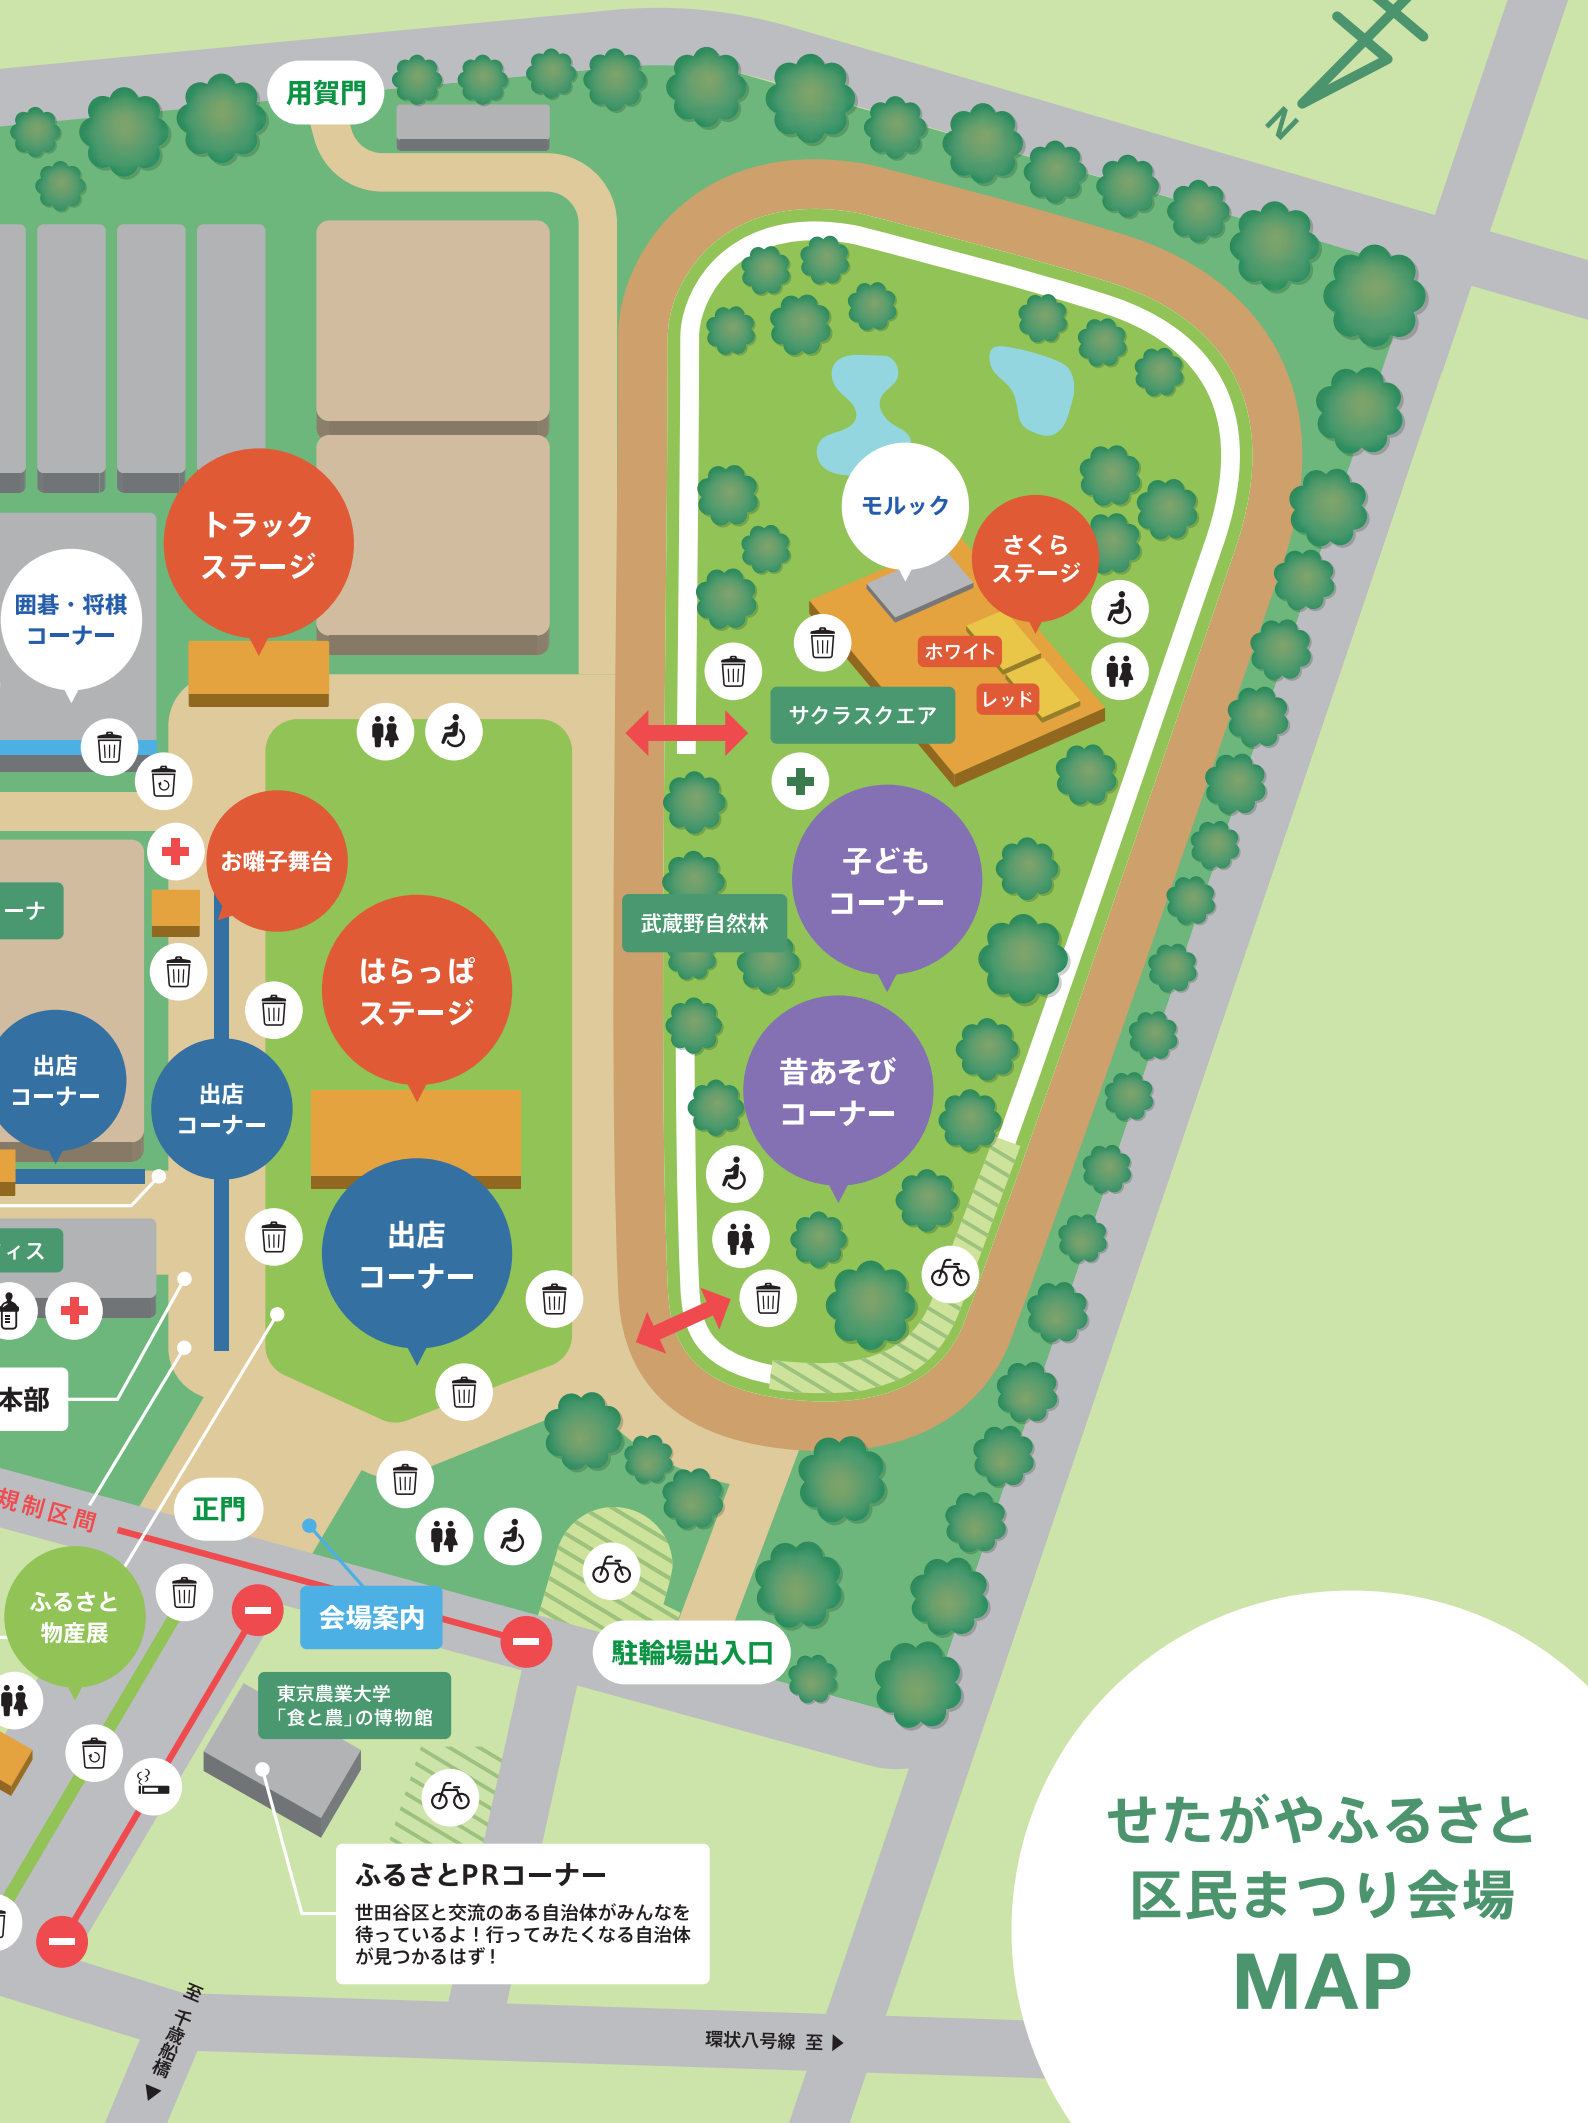 N
用賀門
トラック
ステージ
囲碁・将棋
コーナー
モルック
さくら
ステージ
ホワイト
レッド
サクラスクエア
お囃子舞台
ーナ
はらっぱ
ステージ
子ども
コーナー
武蔵野自然林
昔あそび
コーナー
出店
コーナー
出店
コーナー
出店
コーナー
ィス
本部
規制区間
正門
ふるさと
物産展
会場案内
駐輪場出入口
東京農業大学
「食と農」の博物館
ふるさとPRコーナー
世田谷区と交流のある自治体がみんなを
待っているよ！行ってみたくなる自治体
が見つかるはず！
至 千歳船橋
環状八号線 至
せたがやふるさと
区民まつり会場
MAP